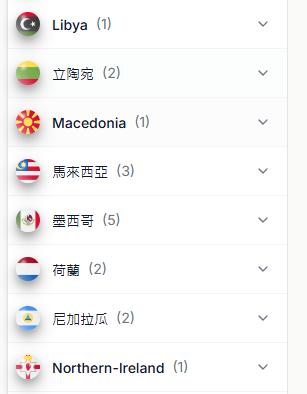 Libya (1)
立陶宛 (2)
Macedonia (1)
馬來西亞 (3)
墨西哥 (5)
荷蘭 (2)
尼加拉瓜 (2)
Northern-Ireland (1)